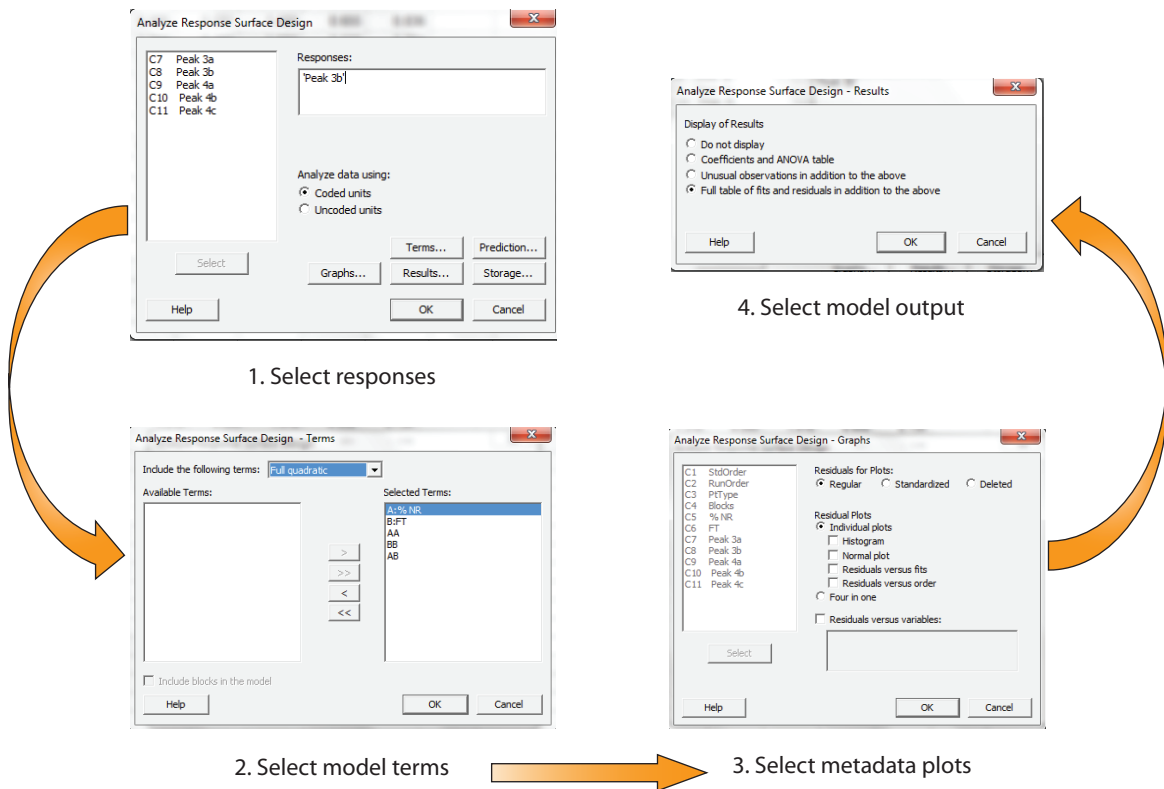 Analyze Response Surface Design
C7 Peak 3a
C8 Peak 3b
C9 Peak 4a
C10 Peak 4b
C11 Peak 4c
Responses:
'Peak 3b'
Analyze data using:
Coded units
Uncoded units
Terms... Prediction...
Select
Graphs... Results... Storage...
Help OK Cancel
1. Select responses
Analyze Response Surface Design - Terms
Include the following terms: Full quadratic
Available Terms: Selected Terms:
A:% NR
B:FT
AA
BB
AB
>
>>
<
<<
Include blocks in the model
Help OK Cancel
2. Select model terms
Analyze Response Surface Design - Graphs
C1 StdOrder
C2 RunOrder
C3 PtType
C4 Blocks
C5 % NR
C6 FT
C7 Peak 3a
C8 Peak 3b
C9 Peak 4a
C10 Peak 4b
C11 Peak 4c
Residuals for Plots:
Regular Standardized Deleted
Residual Plots
Individual plots
Histogram
Normal plot
Residuals versus fits
Residuals versus order
Four in one
Residuals versus variables:
Select
Help OK Cancel
3. Select metadada plots
Analyze Response Surface Design - Results
Display of Results
Do not display
Coefficients and ANOVA table
Unusual observations in addition to the above
Full table of fits and residuals in addition to the above
Help OK Cancel
4. Select model output